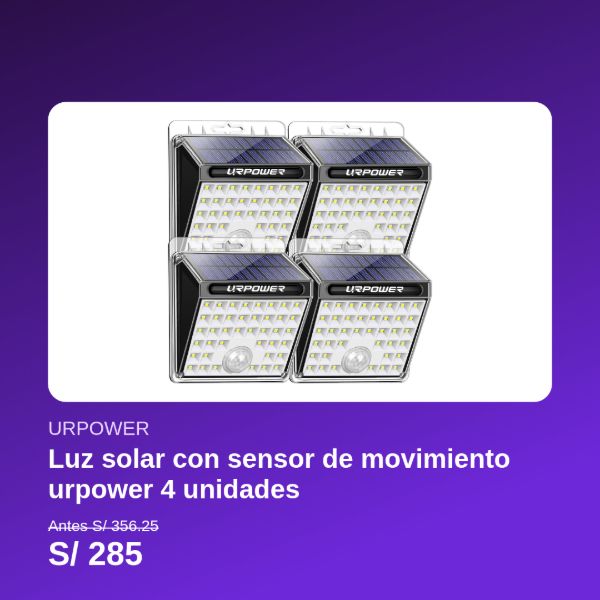 URPOWER URPOWER
URPOWER URPOWER
URPOWER
Luz solar con sensor de movimiento
urpower 4 unidades
Antes S/ 356.25
S/ 285